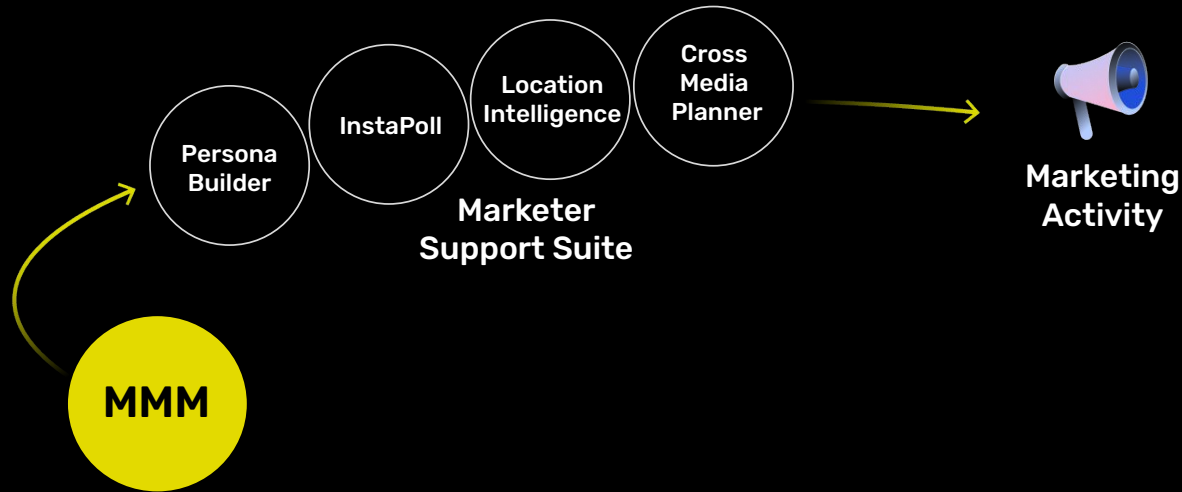 Persona
Builder
InstaPoll
Location
Intelligence
Cross
Media
Planner
Marketer
Support Suite
Marketing
Activity
MMM